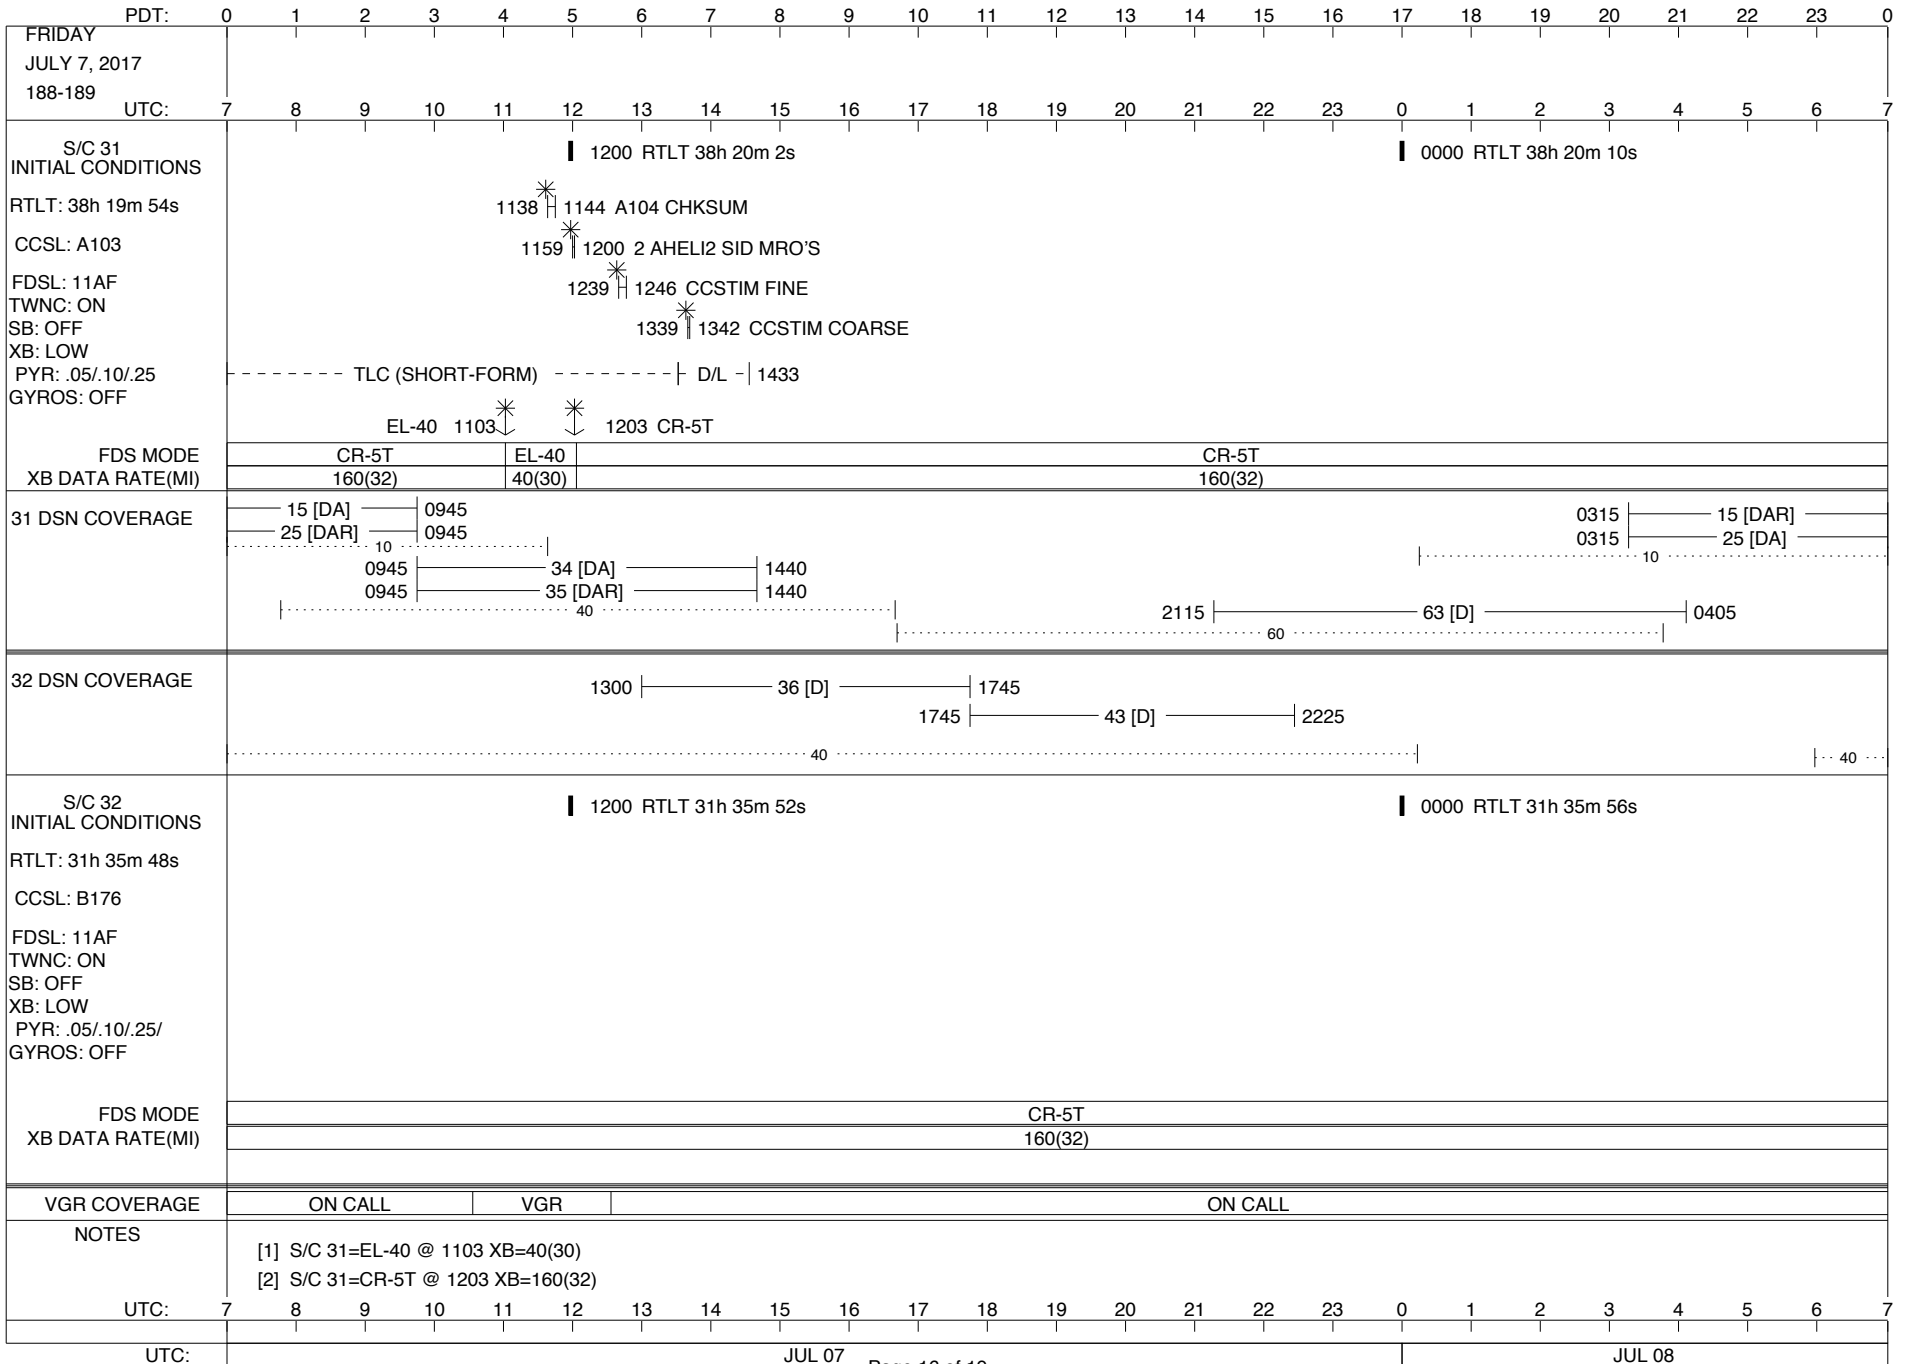 PDT: 0 1 2 3 4 5 6 7 8 9 10 11 12 13 14 15 16 17 18 19 20 21 22 23 0
FRIDAY
JULY 7, 2017
188-189
UTC: 7 8 9 10 11 12 13 14 15 16 17 18 19 20 21 22 23 0 1 2 3 4 5 6 7
S/C 31
INITIAL CONDITIONS
1200 RTLT 38h 20m 2s
0000 RTLT 38h 20m 10s
RTLT: 38h 19m 54s
1138 1144 A104 CHKSUM
CCSL: A103
1159 1200 2 AHELI2 SID MRO'S
FDSL: 11AF
1239 1246 CCSTIM FINE
TWNC: ON
SB: OFF
1339 1342 CCSTIM COARSE
XB: LOW
PYR: .05/.10/.25
TLC (SHORT-FORM) D/L 1433
GYROS: OFF
EL-40 1103 1203 CR-5T
FDS MODE CR-5T EL-40 CR-5T
XB DATA RATE(MI) 160(32) 40(30) 160(32)
31 DSN COVERAGE
15 [DA] 0945
0315 15 [DAR]
25 [DAR] 0945
0315 25 [DA]
10
10
0945 34 [DA] 1440
0945 35 [DAR] 1440
40
2115 63 [D] 0405
60
32 DSN COVERAGE
1300 36 [D] 1745
1745 43 [D] 2225
40
40
S/C 32
INITIAL CONDITIONS
1200 RTLT 31h 35m 52s
0000 RTLT 31h 35m 56s
RTLT: 31h 35m 48s
CCSL: B176
FDSL: 11AF
TWNC: ON
SB: OFF
XB: LOW
PYR: .05/.10/.25/
GYROS: OFF
FDS MODE CR-5T
XB DATA RATE(MI) 160(32)
VGR COVERAGE ON CALL VGR ON CALL
NOTES
[1] S/C 31=EL-40 @ 1103 XB=40(30)
[2] S/C 31=CR-5T @ 1203 XB=160(32)
UTC: 7 8 9 10 11 12 13 14 15 16 17 18 19 20 21 22 23 0 1 2 3 4 5 6 7
UTC: JUL 07 JUL 08